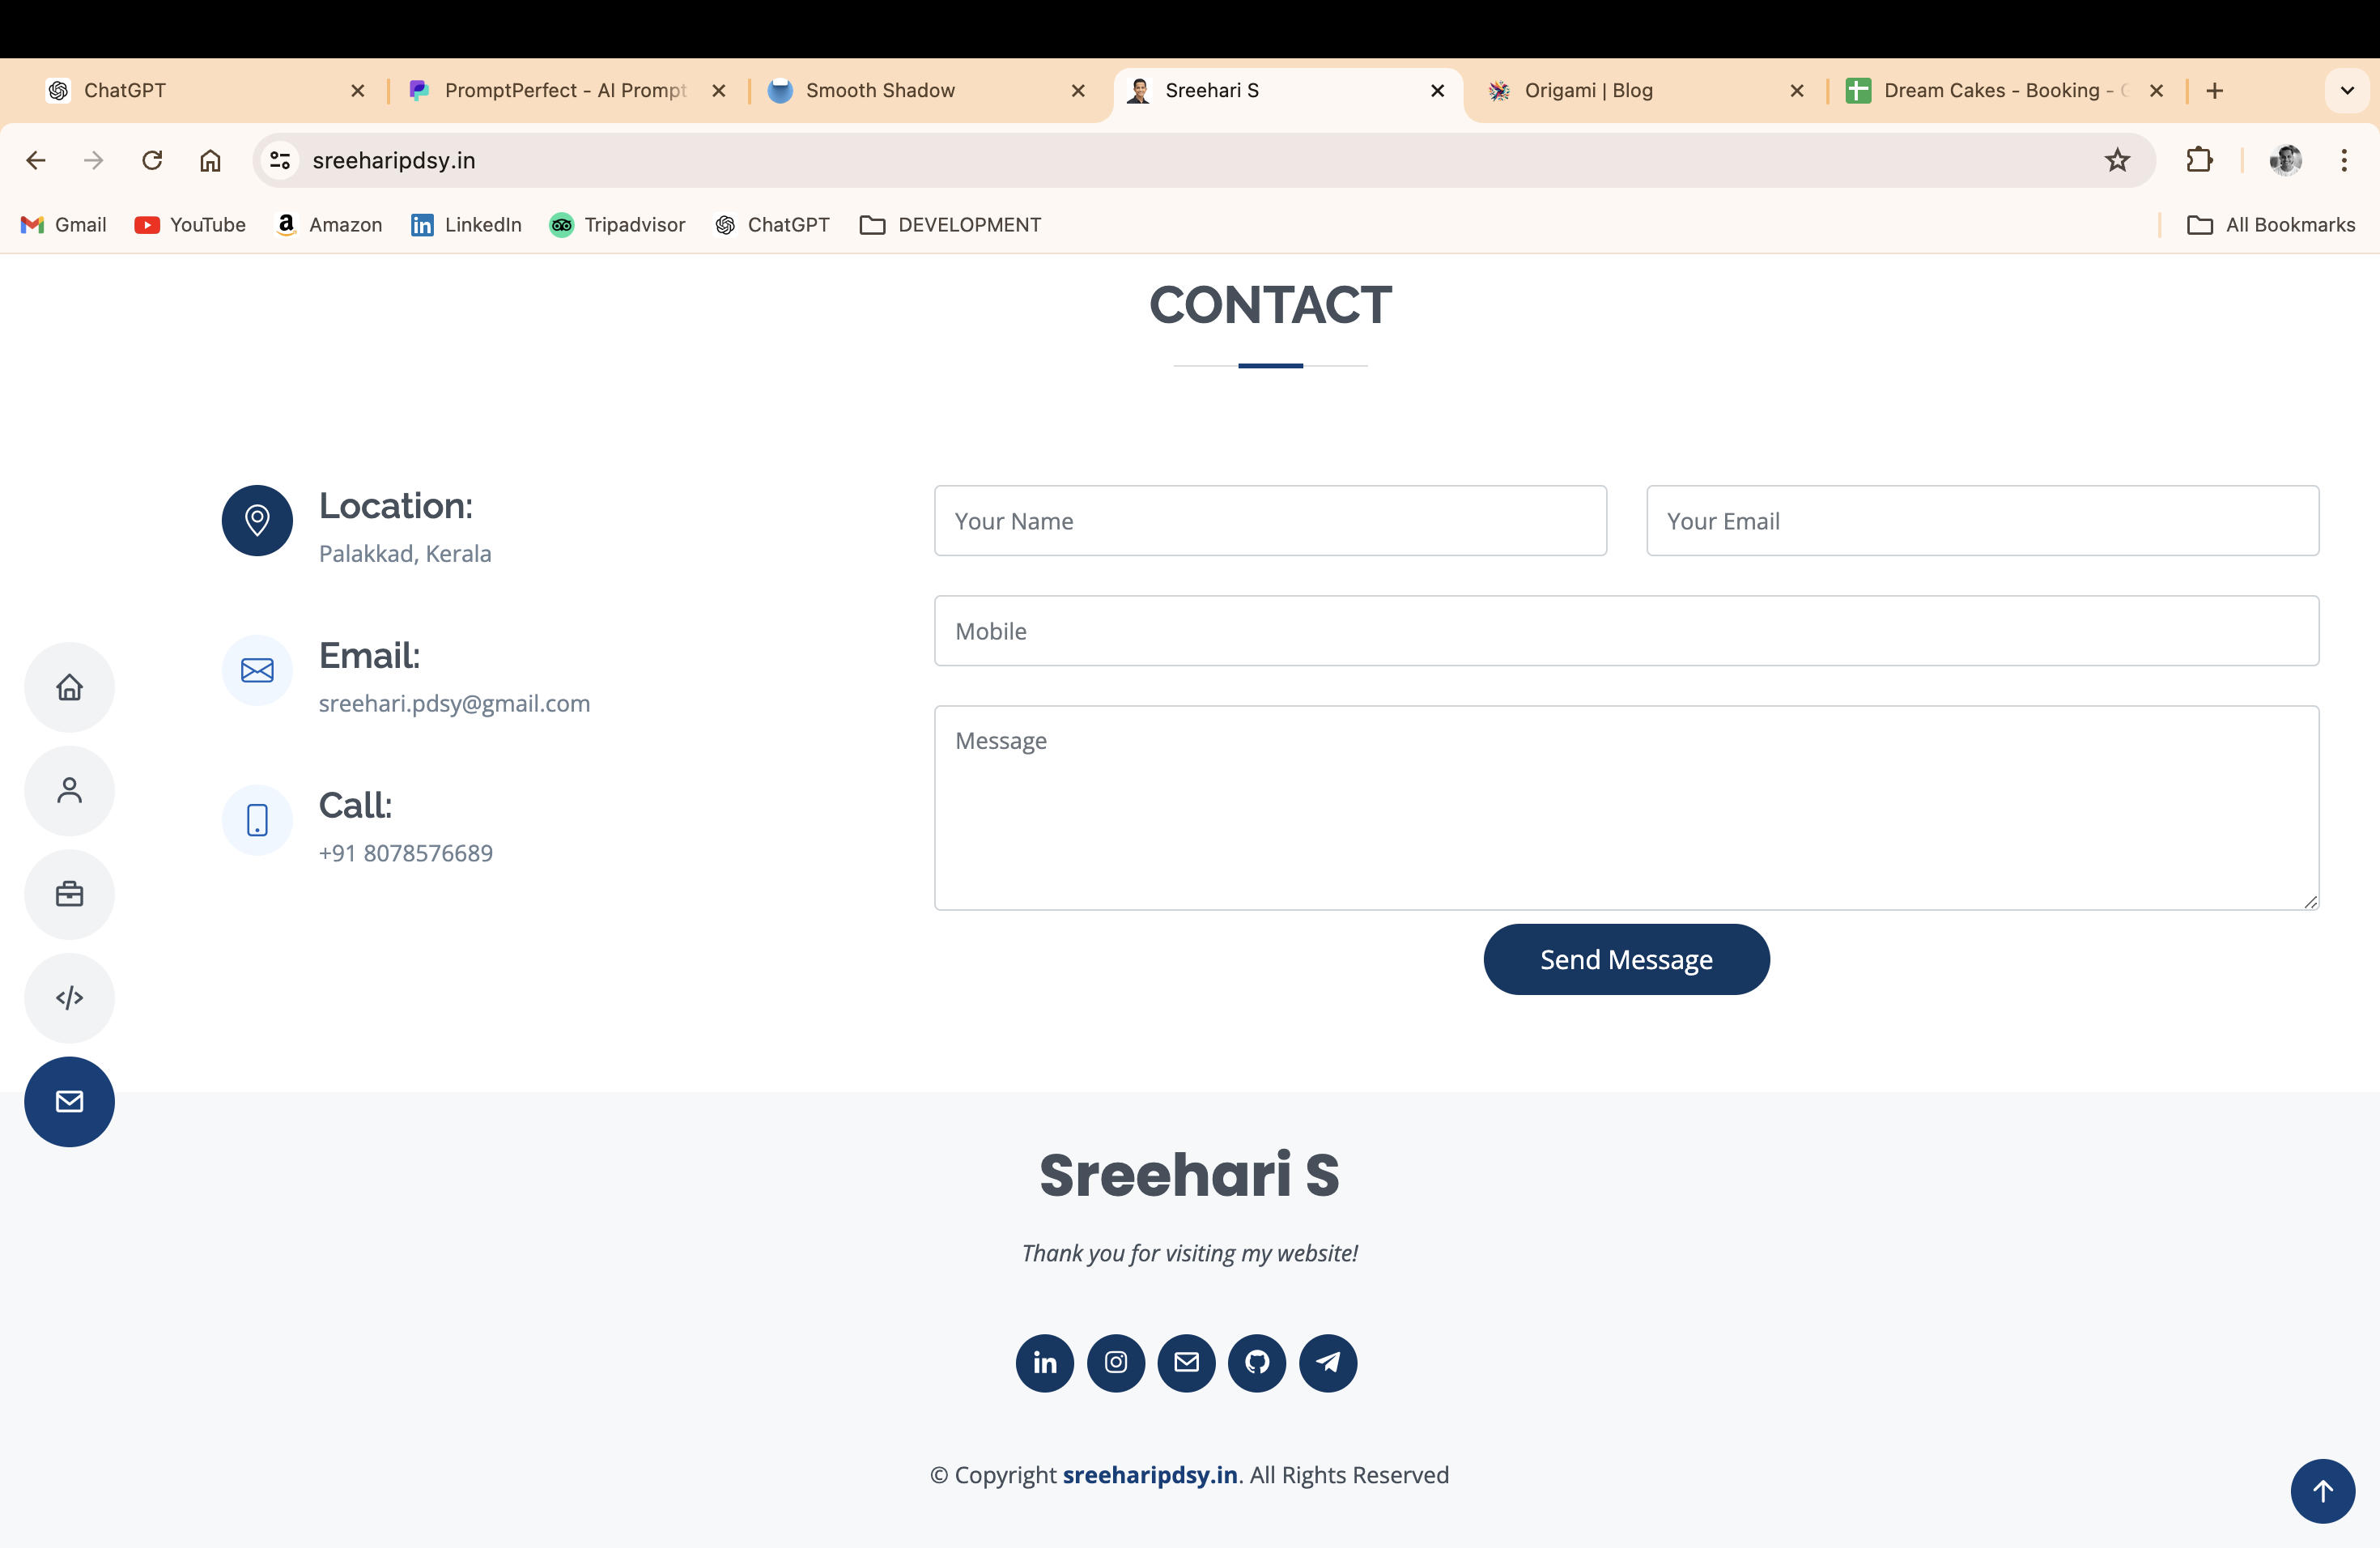 ChatGPT
PromptPerfect - AI Prompt
Smooth Shadow
Sreehari S
Origami | Blog
Dream Cakes - Booking -
sreeharipdsy.in
Gmail
YouTube
Amazon
LinkedIn
Tripadvisor
ChatGPT
DEVELOPMENT
All Bookmarks
CONTACT
Location:
Palakkad, Kerala
Email:
sreehari.pdsy@gmail.com
Call:
+91 8078576689
Your Name
Your Email
Mobile
Message
Send Message
Sreehari S
Thank you for visiting my website!
© Copyright sreeharipdsy.in. All Rights Reserved